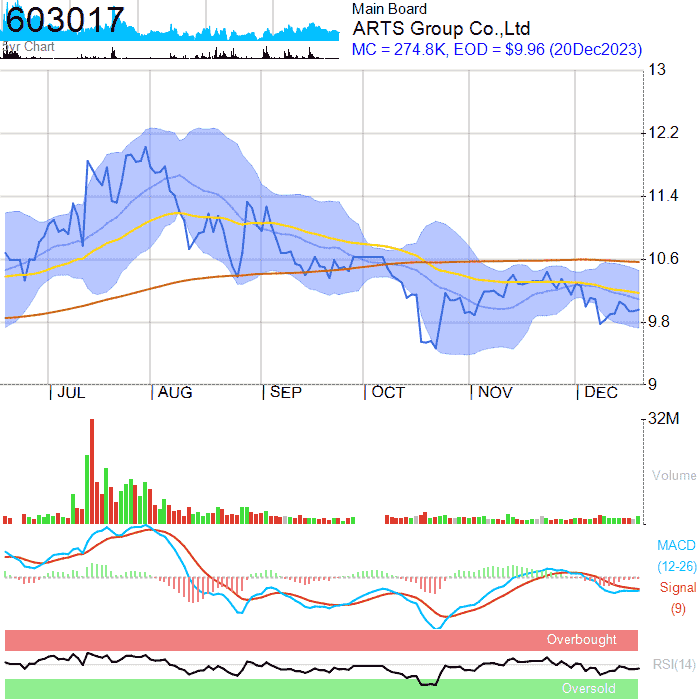 603017
5yr Chart
Main Board
ARTS Group Co.,Ltd
MC = 274.8K, EOD = $9.96 (20Dec2023)
13
12.2
11.4
10.6
9.8
9
JUL AUG SEP OCT NOV DEC
32M
Volume
MACD
(12-26)
Signal
(9)
Overbought
RSI(14)
Oversold